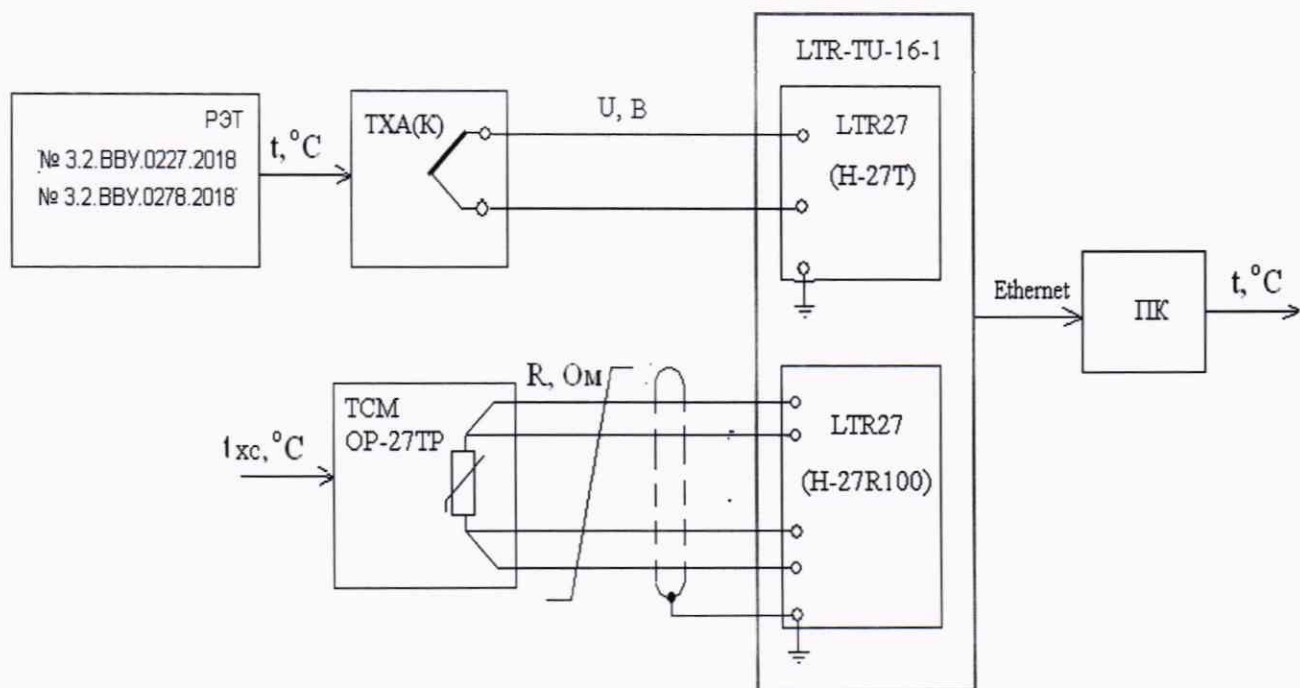 РЭТ
№ 3.2.ВВУ.0227.2018
№ 3.2.ВВУ.0278.2018
t,°C
ТХА(К)
U, В
LTR-TU-16-1
LTR27
(H-27T)
Ethernet
ПК
t,°C
tхс,°C
ТСМ
ОР-27ТР
R, Ом
LTR27
(H-27R100)